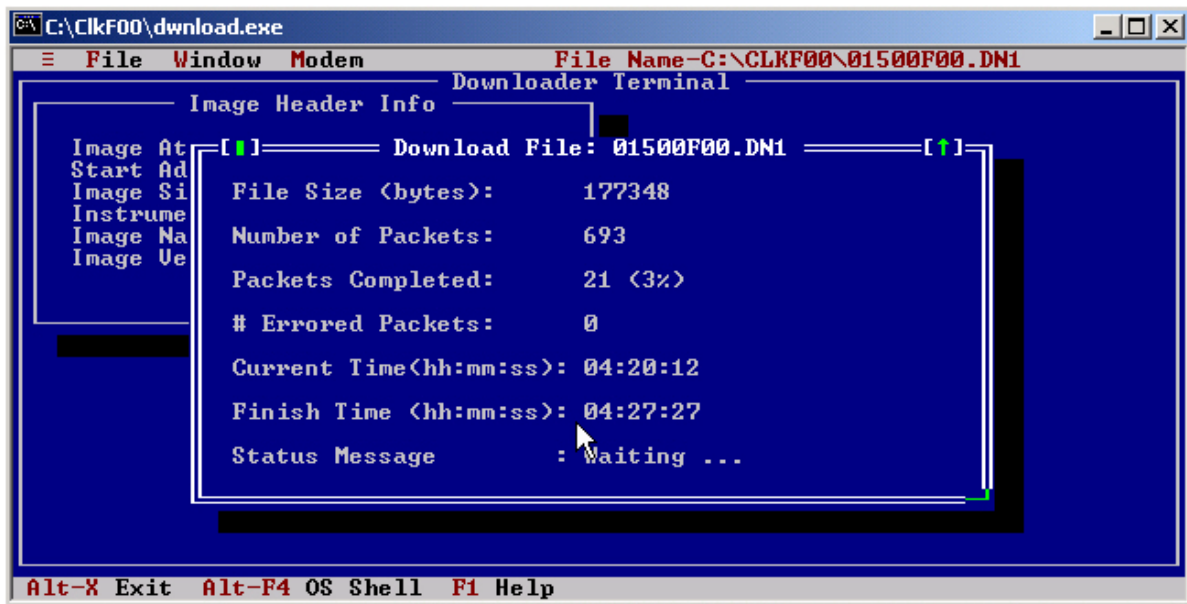 C:\ClkF00\dwnload.exe
≡ File Window Modem File Name-C:\CLKF00\01500F00.DN1
Downloader Terminal
Image Header Info
Image At
Start Ad
Image Si
Instrume
Image Na
Image Ve
Download File: 01500F00.DN1
File Size (bytes): 177348
Number of Packets: 693
Packets Completed: 21 (3%)
# Errored Packets: 0
Current Time(hh:mm:ss): 04:20:12
Finish Time (hh:mm:ss): 04:27:27
Status Message : Waiting ...
Alt-X Exit Alt-F4 OS Shell F1 Help